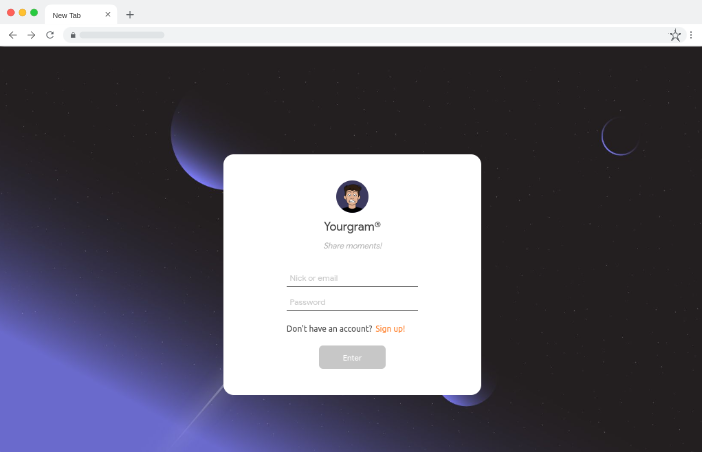 New Tab
Yourgram®
Share moments!
Nick or email
Password
Don't have an account? Sign up!
Enter